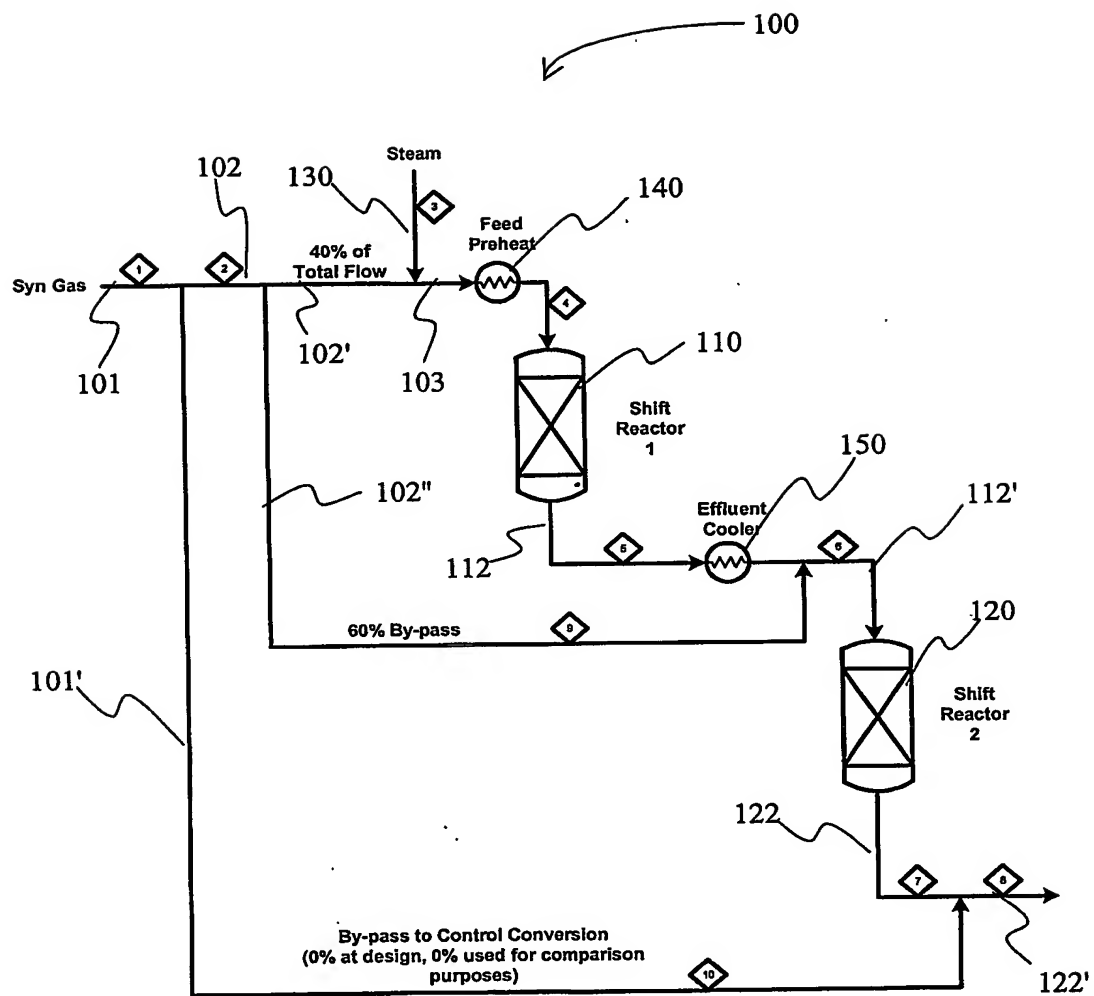 100
Steam
102
130
3
140
Feed
Preheat
40% of
Total Flow
1
2
Syn Gas
4
101
102'
103
110
Shift
Reactor
1
102"
150
Effluent
Cooler
112'
112
5
6
60% By-pass
9
120
101'
Shift
Reactor
2
122
7
8
By-pass to Control Conversion
(0% at design, 0% used for comparison
purposes)
10
122'